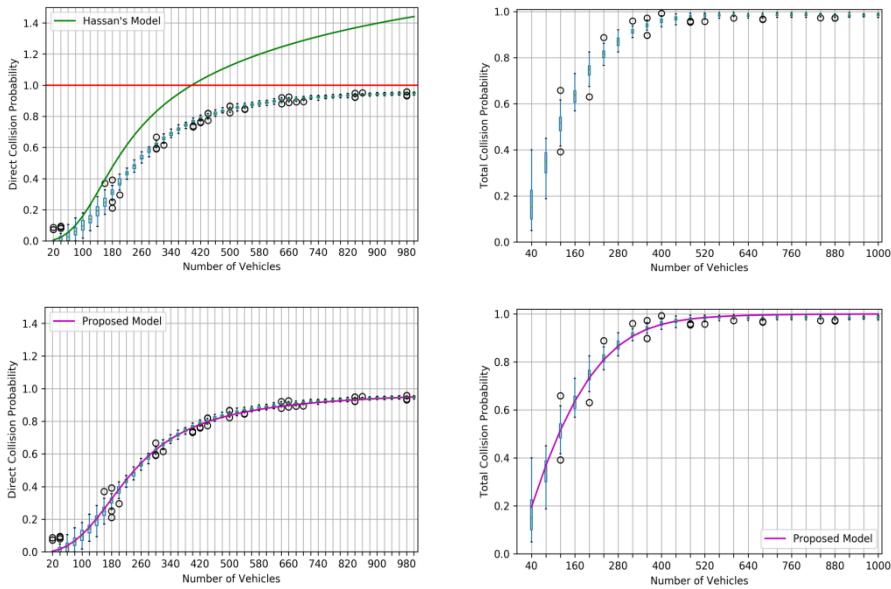 Hassan's Model
1.4
1.2
1.0
0.8
0.6
0.4
0.2
0.0
Direct Collision Probability
20 100 180 260 340 420 500 580 660 740 820 900 980
Number of Vehicles
1.0
0.8
0.6
0.4
0.2
0.0
Total Collision Probability
40 160 280 400 520 640 760 880 1000
Number of Vehicles
Proposed Model
1.4
1.2
1.0
0.8
0.6
0.4
0.2
0.0
Direct Collision Probability
20 100 180 260 340 420 500 580 660 740 820 900 980
Number of Vehicles
1.0
0.8
0.6
0.4
0.2
0.0
Total Collision Probability
Proposed Model
40 160 280 400 520 640 760 880 1000
Number of Vehicles